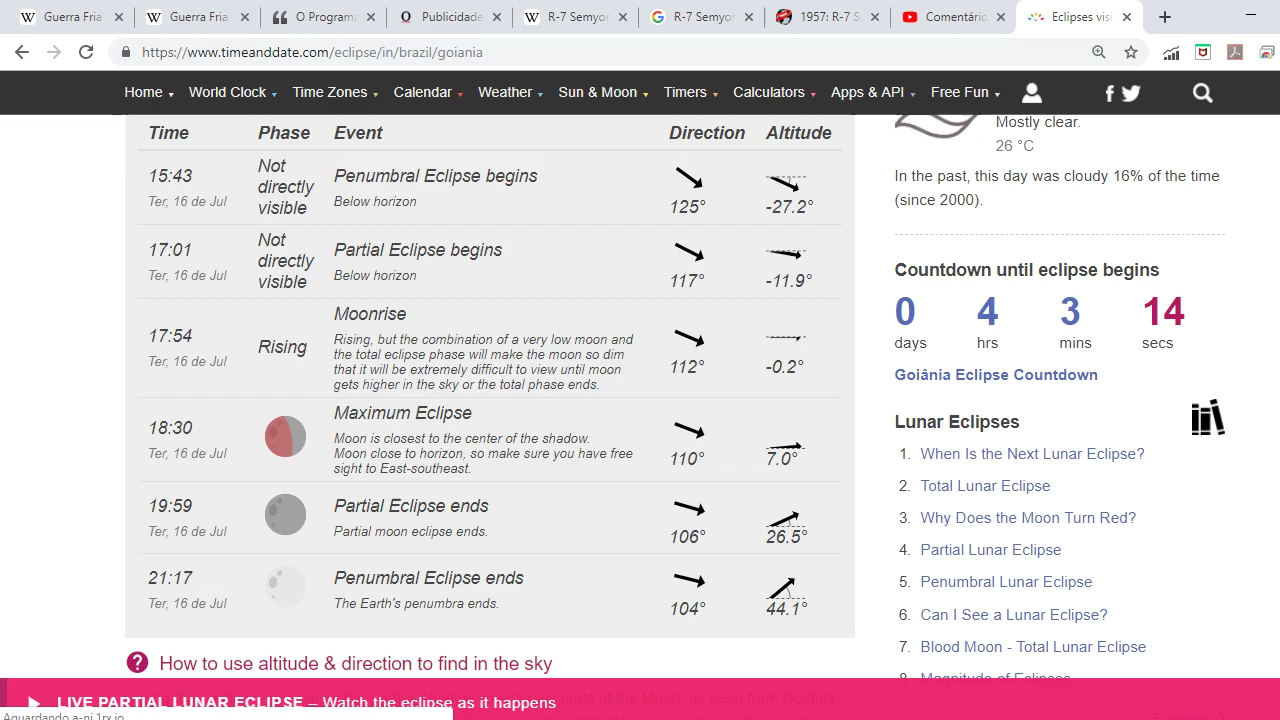 Guerra Fria
Guerra Fria
O Programa
Publicidade
R-7 Semyor
R-7 Semyor
1957: R-7 S
Comentário
Eclipses visi
https://www.timeanddate.com/eclipse/in/brazil/goiania
Home World Clock Time Zones Calendar Weather Sun & Moon Timers Calculators Apps & API Free Fun
Time Phase Event Direction Altitude
15:43
Ter, 16 de Jul
Not
directly
visible
Penumbral Eclipse begins
Below horizon
125°
-27.2°
17:01
Ter, 16 de Jul
Not
directly
visible
Partial Eclipse begins
Below horizon
117°
-11.9°
17:54
Ter, 16 de Jul
Rising
Moonrise
Rising, but the combination of a very low moon and
the total eclipse phase will make the moon so dim
that it will be extremely difficult to view until moon
gets higher in the sky or the total phase ends.
112°
-0.2°
18:30
Ter, 16 de Jul
Maximum Eclipse
Moon is closest to the center of the shadow.
Moon close to horizon, so make sure you have free
sight to East-southeast.
110°
7.0°
19:59
Ter, 16 de Jul
Partial Eclipse ends
Partial moon eclipse ends.
106°
26.5°
21:17
Ter, 16 de Jul
Penumbral Eclipse ends
The Earth's penumbra ends.
104°
44.1°
? How to use altitude & direction to find in the sky
Mostly clear.
26 °C
In the past, this day was cloudy 16% of the time
(since 2000).
Countdown until eclipse begins
0 4 3 14
days hrs mins secs
Goiânia Eclipse Countdown
Lunar Eclipses
1. When Is the Next Lunar Eclipse?
2. Total Lunar Eclipse
3. Why Does the Moon Turn Red?
4. Partial Lunar Eclipse
5. Penumbral Lunar Eclipse
6. Can I See a Lunar Eclipse?
7. Blood Moon - Total Lunar Eclipse
8. Magnitude of Eclipses
LIVE PARTIAL LUNAR ECLIPSE – Watch the eclipse as it happens
Aguardando a-ni.1rx.io